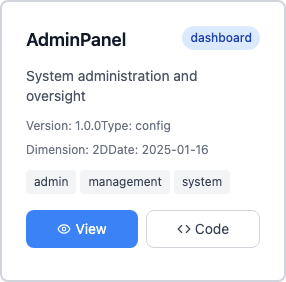 AdminPanel
dashboard
System administration and
oversight
Version: 1.0.0Type: config
Dimension: 2DDate: 2025-01-16
admin management system
View
Code